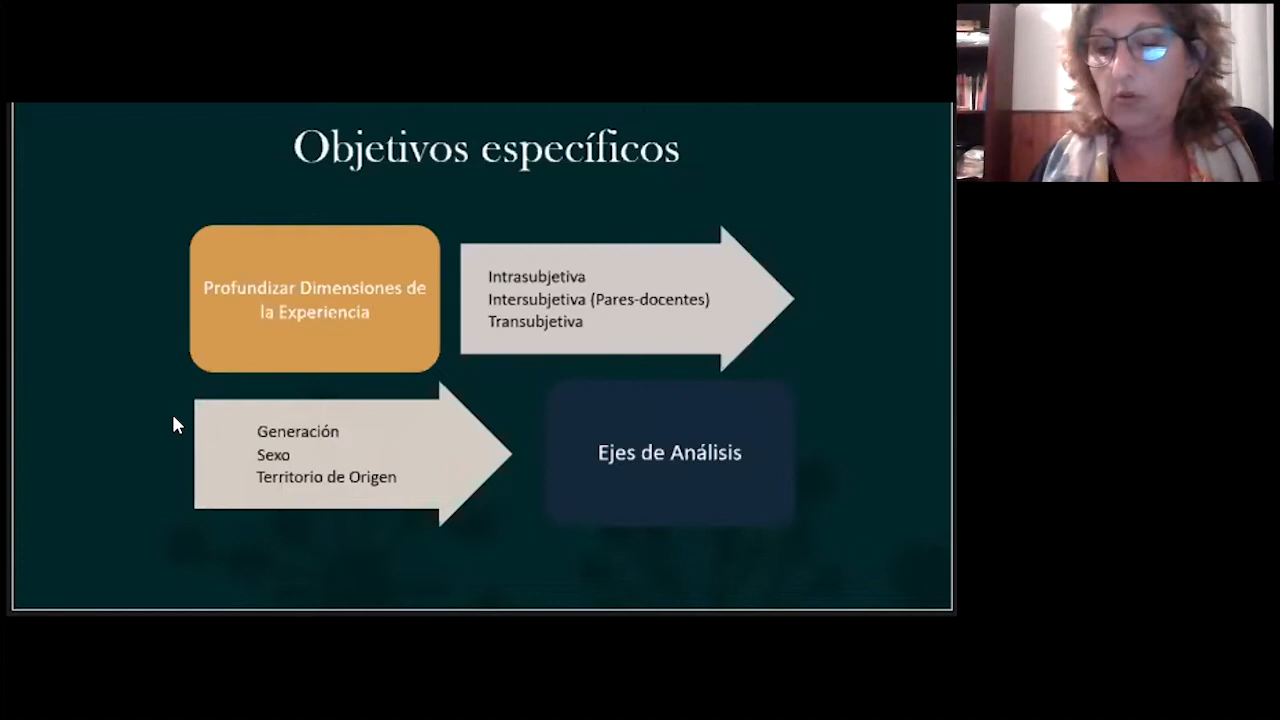 Objetivos específicos
Profundizar Dimensiones de
la Experiencia
Intrasubjetiva
Intersubjetiva (Pares-docentes)
Transubjetiva
Generación
Sexo
Territorio de Origen
Ejes de Análisis